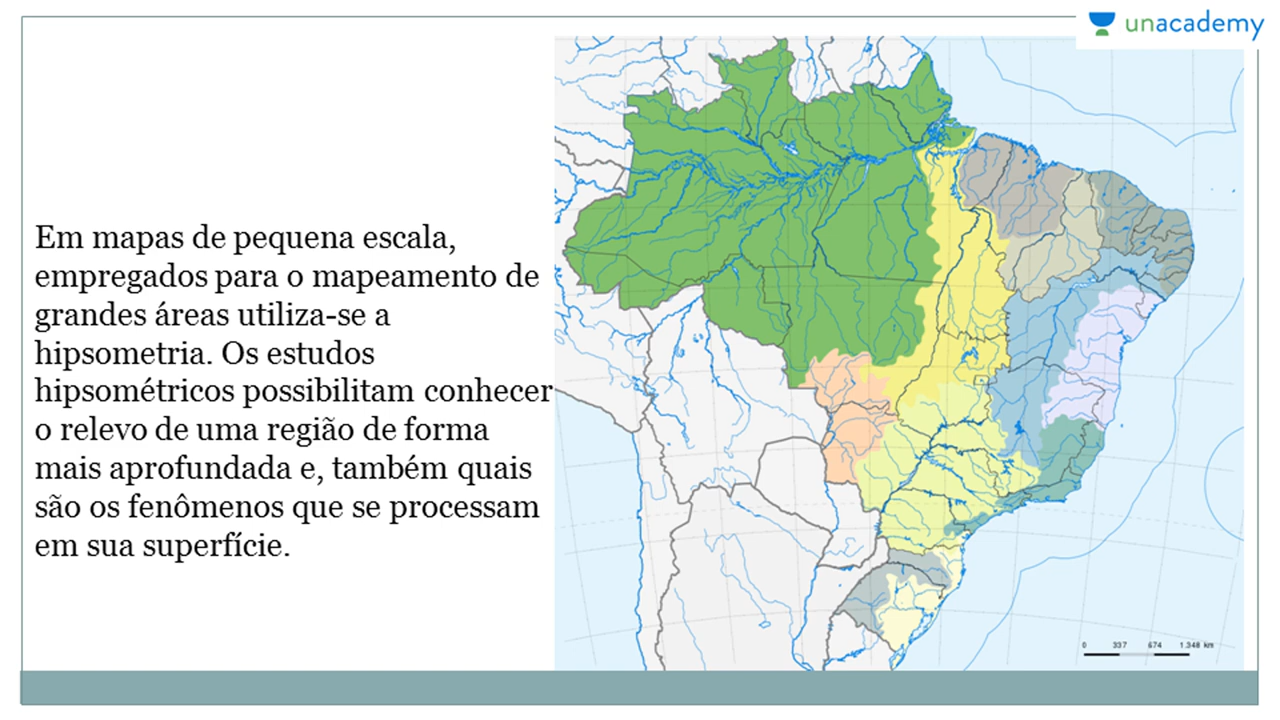 unacademy
Em mapas de pequena escala,
empregados para o mapeamento de
grandes áreas utiliza-se a
hipsometria. Os estudos
hipsométricos possibilitam conhecer
o relevo de uma região de forma
mais aprofundada e, também quais
são os fenômenos que se processam
em sua superfície.
0 337 674 1.348 km